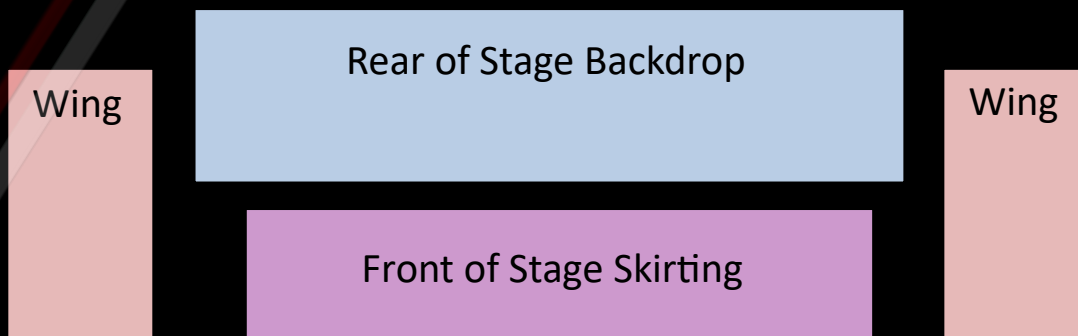 Rear of Stage Backdrop
Wing
Wing
Front of Stage Skirting